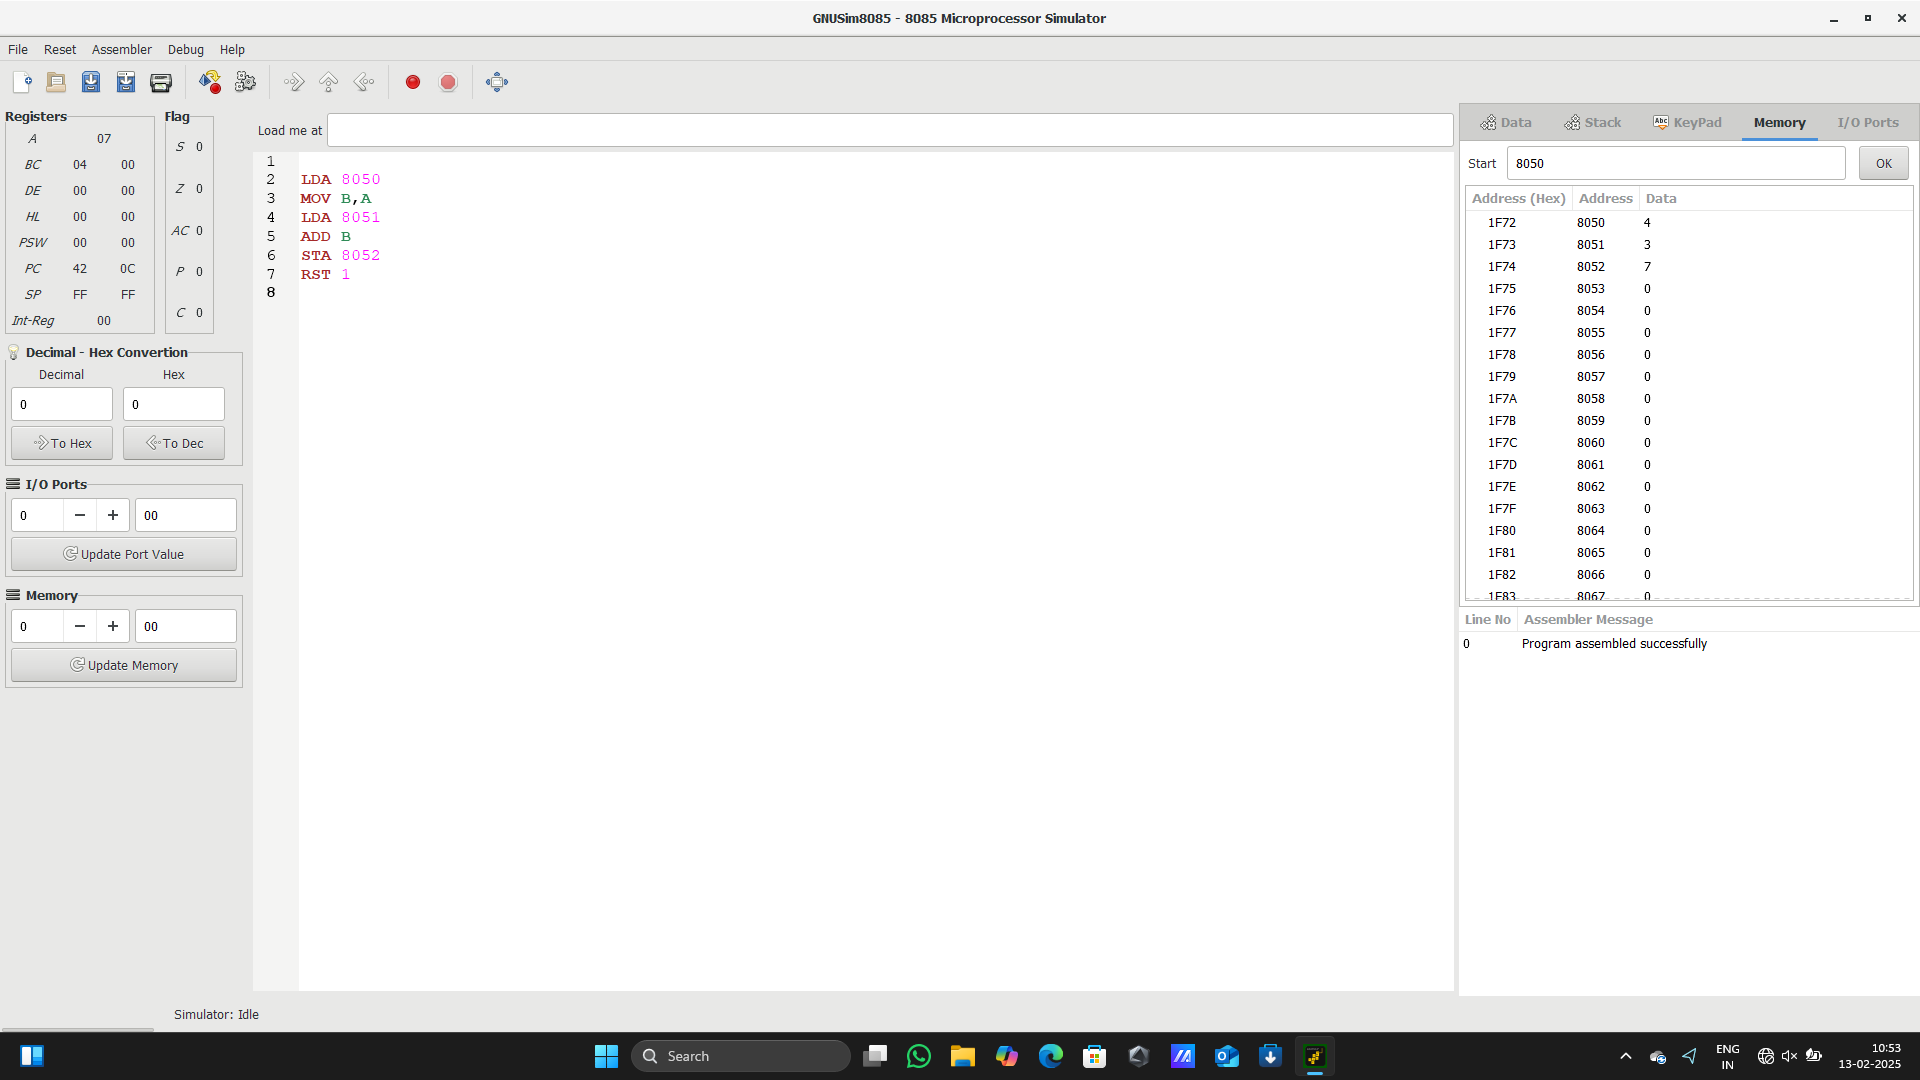 GNUSim8085 - 8085 Microprocessor Simulator
File Reset Assembler Debug Help
Registers
A 07
BC 04 00
DE 00 00
HL 00 00
PSW 00 00
PC 42 0C
SP FF FF
Int-Reg 00
Flag
S 0
Z 0
AC 0
P 0
C 0
Decimal - Hex Convertion
Decimal Hex
0 0
To Hex To Dec
I/O Ports
0 − + 00
Update Port Value
Memory
0 − + 00
Update Memory
Load me at
1
2 LDA 8050
3 MOV B,A
4 LDA 8051
5 ADD B
6 STA 8052
7 RST 1
8
Data Stack Abc KeyPad Memory I/O Ports
Start 8050 OK
Address (Hex) Address Data
1F72 8050 4
1F73 8051 3
1F74 8052 7
1F75 8053 0
1F76 8054 0
1F77 8055 0
1F78 8056 0
1F79 8057 0
1F7A 8058 0
1F7B 8059 0
1F7C 8060 0
1F7D 8061 0
1F7E 8062 0
1F7F 8063 0
1F80 8064 0
1F81 8065 0
1F82 8066 0
1F83 8067 0
Line No Assembler Message
0 Program assembled successfully
Simulator: Idle
Search
ENG
IN
10:53
13-02-2025